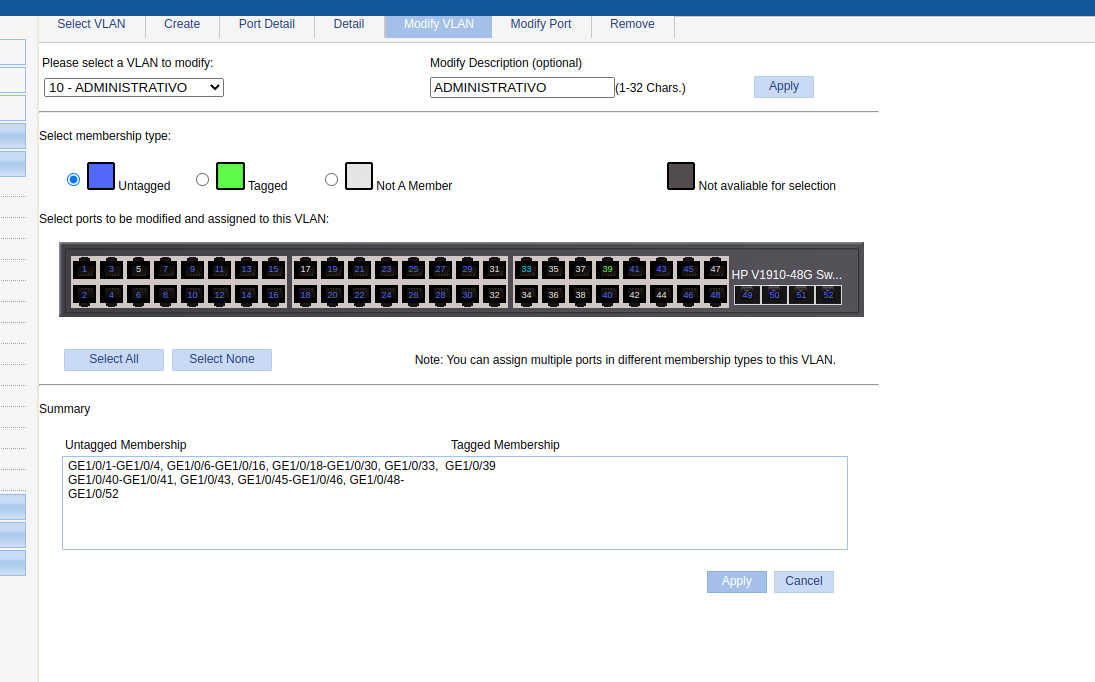 Select VLAN Create Port Detail Detail Modify VLAN Modify Port Remove
Please select a VLAN to modify: Modify Description (optional)
10 - ADMINISTRATIVO ADMINISTRATIVO (1-32 Chars.) Apply
Select membership type:
Untagged Tagged Not A Member Not avaliable for selection
Select ports to be modified and assigned to this VLAN:
1 3 5 7 9 11 13 15 17 19 21 23 25 27 29 31 33 35 37 39 41 43 45 47
HP V1910-48G Sw...
2 4 6 8 10 12 14 16 18 20 22 24 26 28 30 32 34 36 38 40 42 44 46 48 49 50 51 52
Select All Select None Note: You can assign multiple ports in different membership types to this VLAN.
Summary
Untagged Membership Tagged Membership
GE1/0/1-GE1/0/4, GE1/0/6-GE1/0/16, GE1/0/18-GE1/0/30, GE1/0/33, GE1/0/39
GE1/0/40-GE1/0/41, GE1/0/43, GE1/0/45-GE1/0/46, GE1/0/48-
GE1/0/52
Apply Cancel